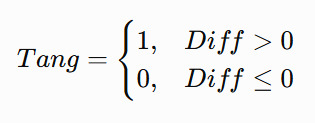 Tang = { 1, Diff > 0
0, Diff ≤ 0